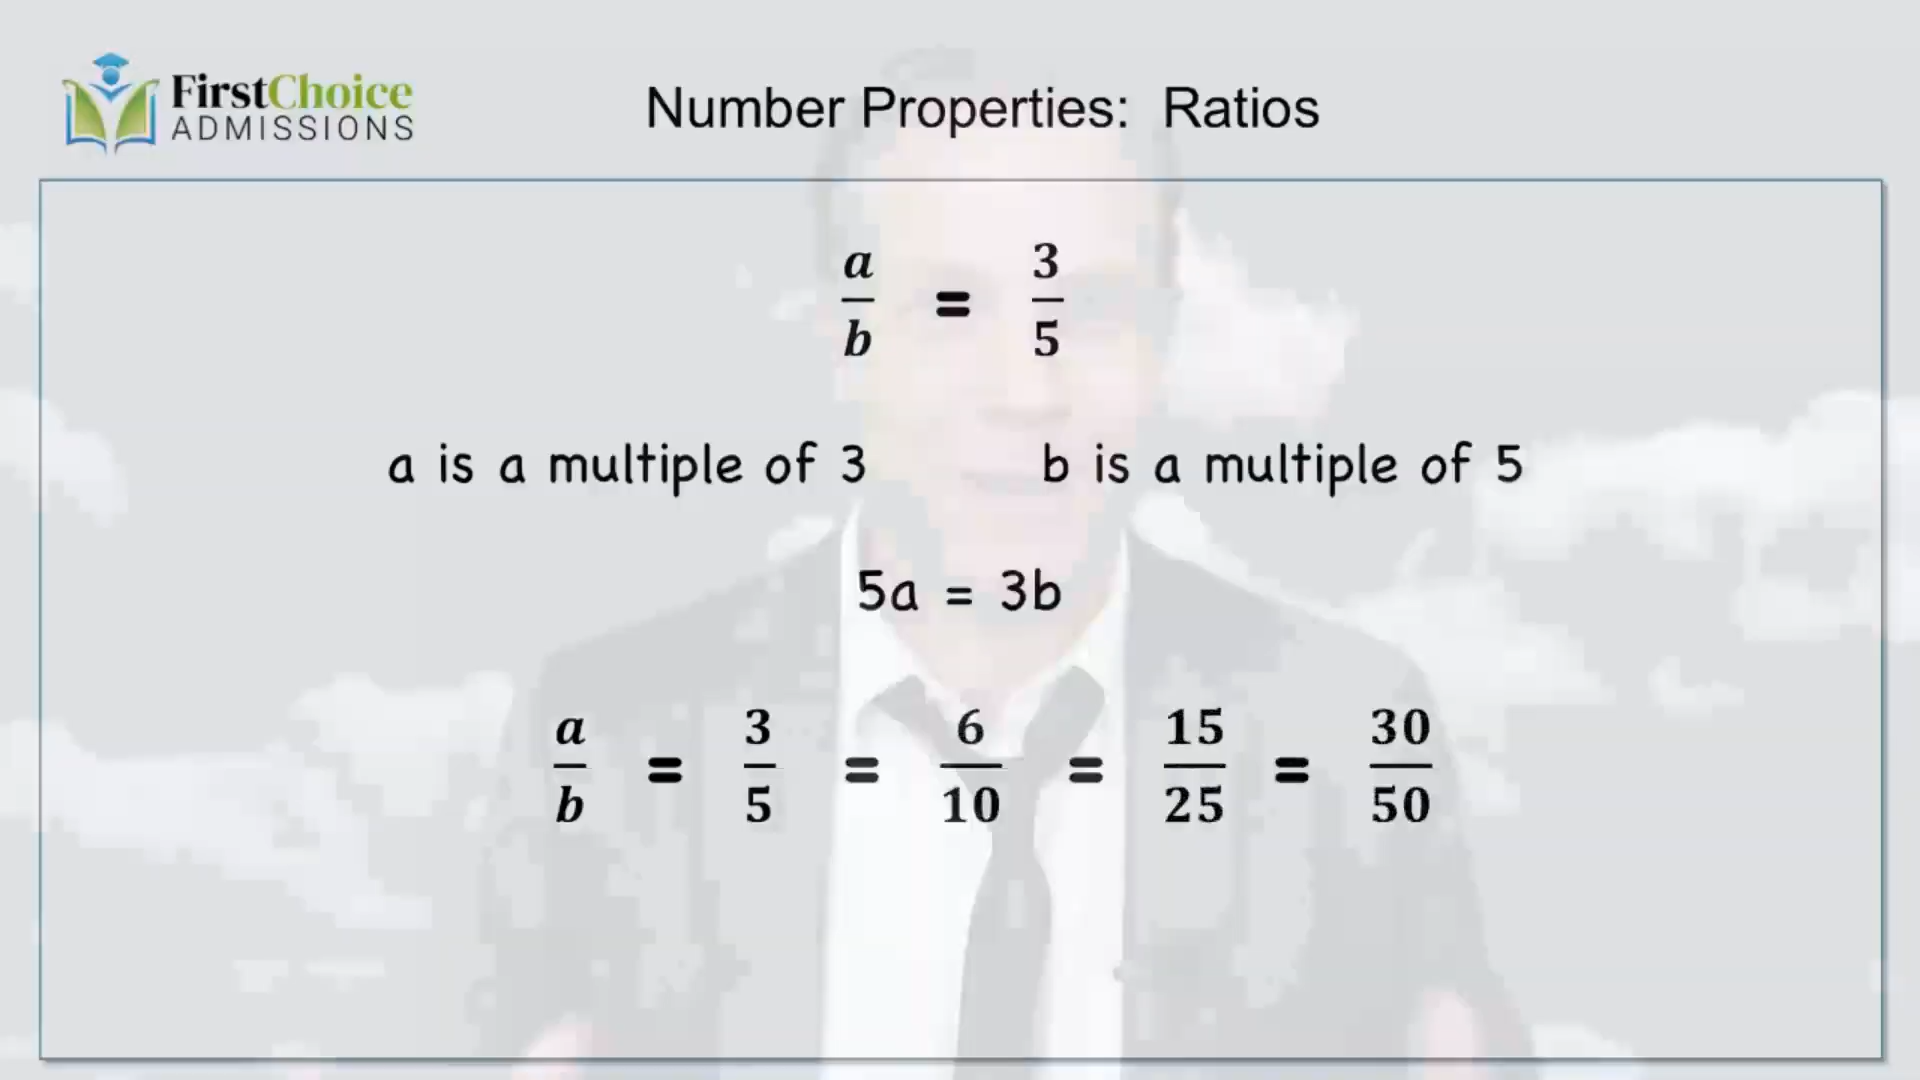 FirstChoice
ADMISSIONS
Number Properties: Ratios
a/b = 3/5
a is a multiple of 3 b is a multiple of 5
5a = 3b
a/b = 3/5 = 6/10 = 15/25 = 30/50